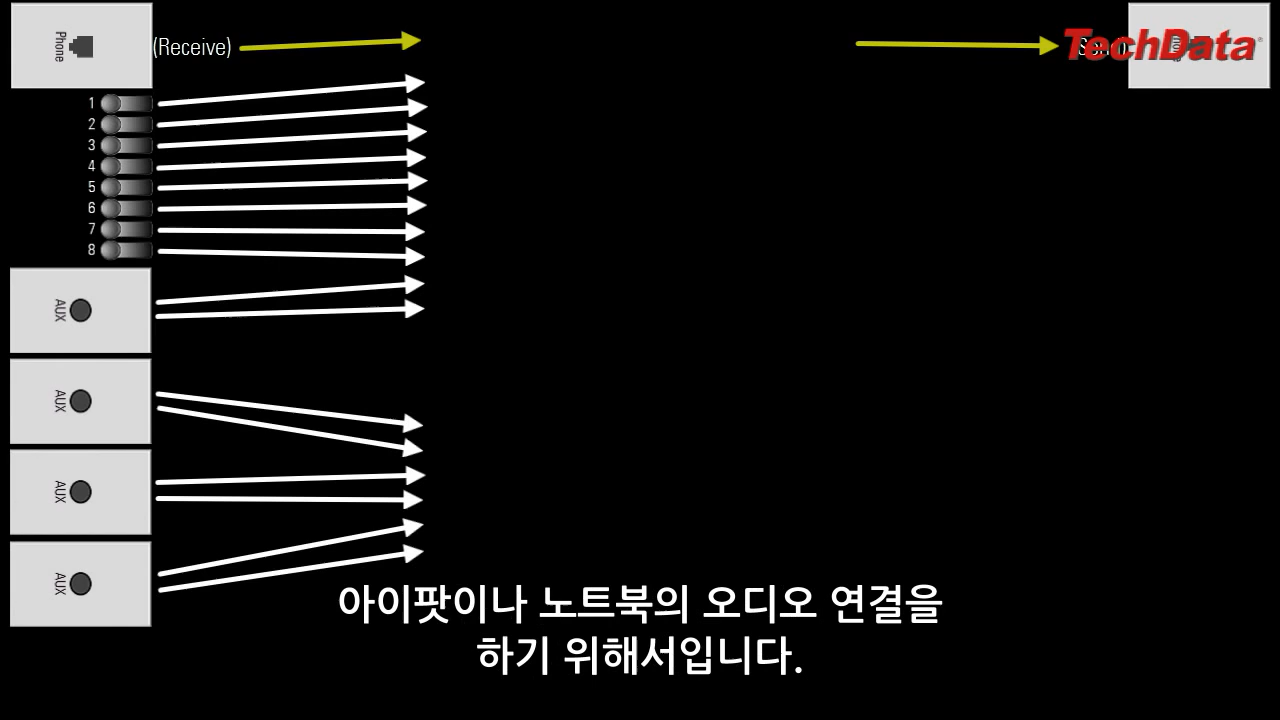 Phone
(Receive)
TechData
1
2
3
4
5
6
7
8
AUX
AUX
AUX
AUX
아이팟이나 노트북의 오디오 연결을
하기 위해서입니다.